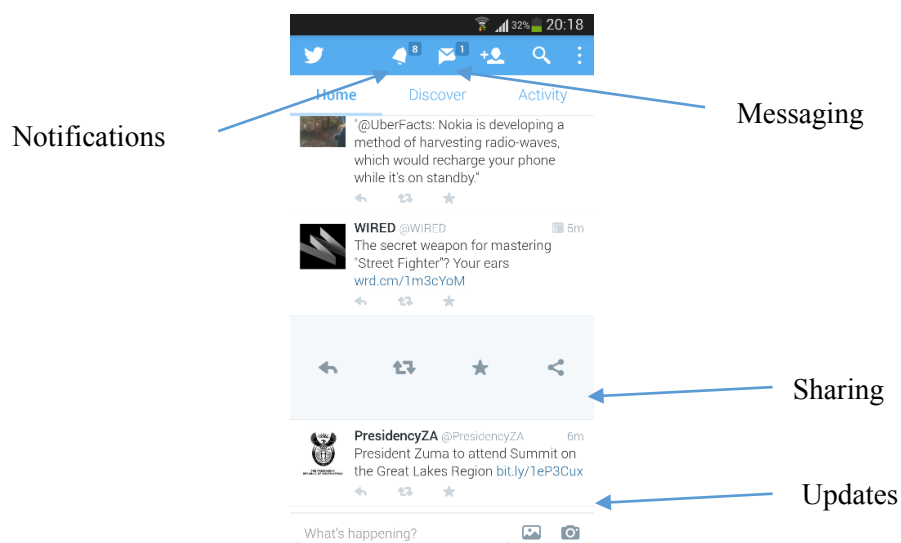 32% 20:18
8 1
Home Discover Activity
Notifications
Messaging
"@UberFacts: Nokia is developing a
method of harvesting radio-waves,
which would recharge your phone
while it's on standby."
WIRED @WIRED 5m
The secret weapon for mastering
"Street Fighter"? Your ears
wrd.cm/1m3cYoM
Sharing
PresidencyZA @PresidencyZA 6m
President Zuma to attend Summit on
the Great Lakes Region bit.ly/1eP3Cux
Updates
What's happening?